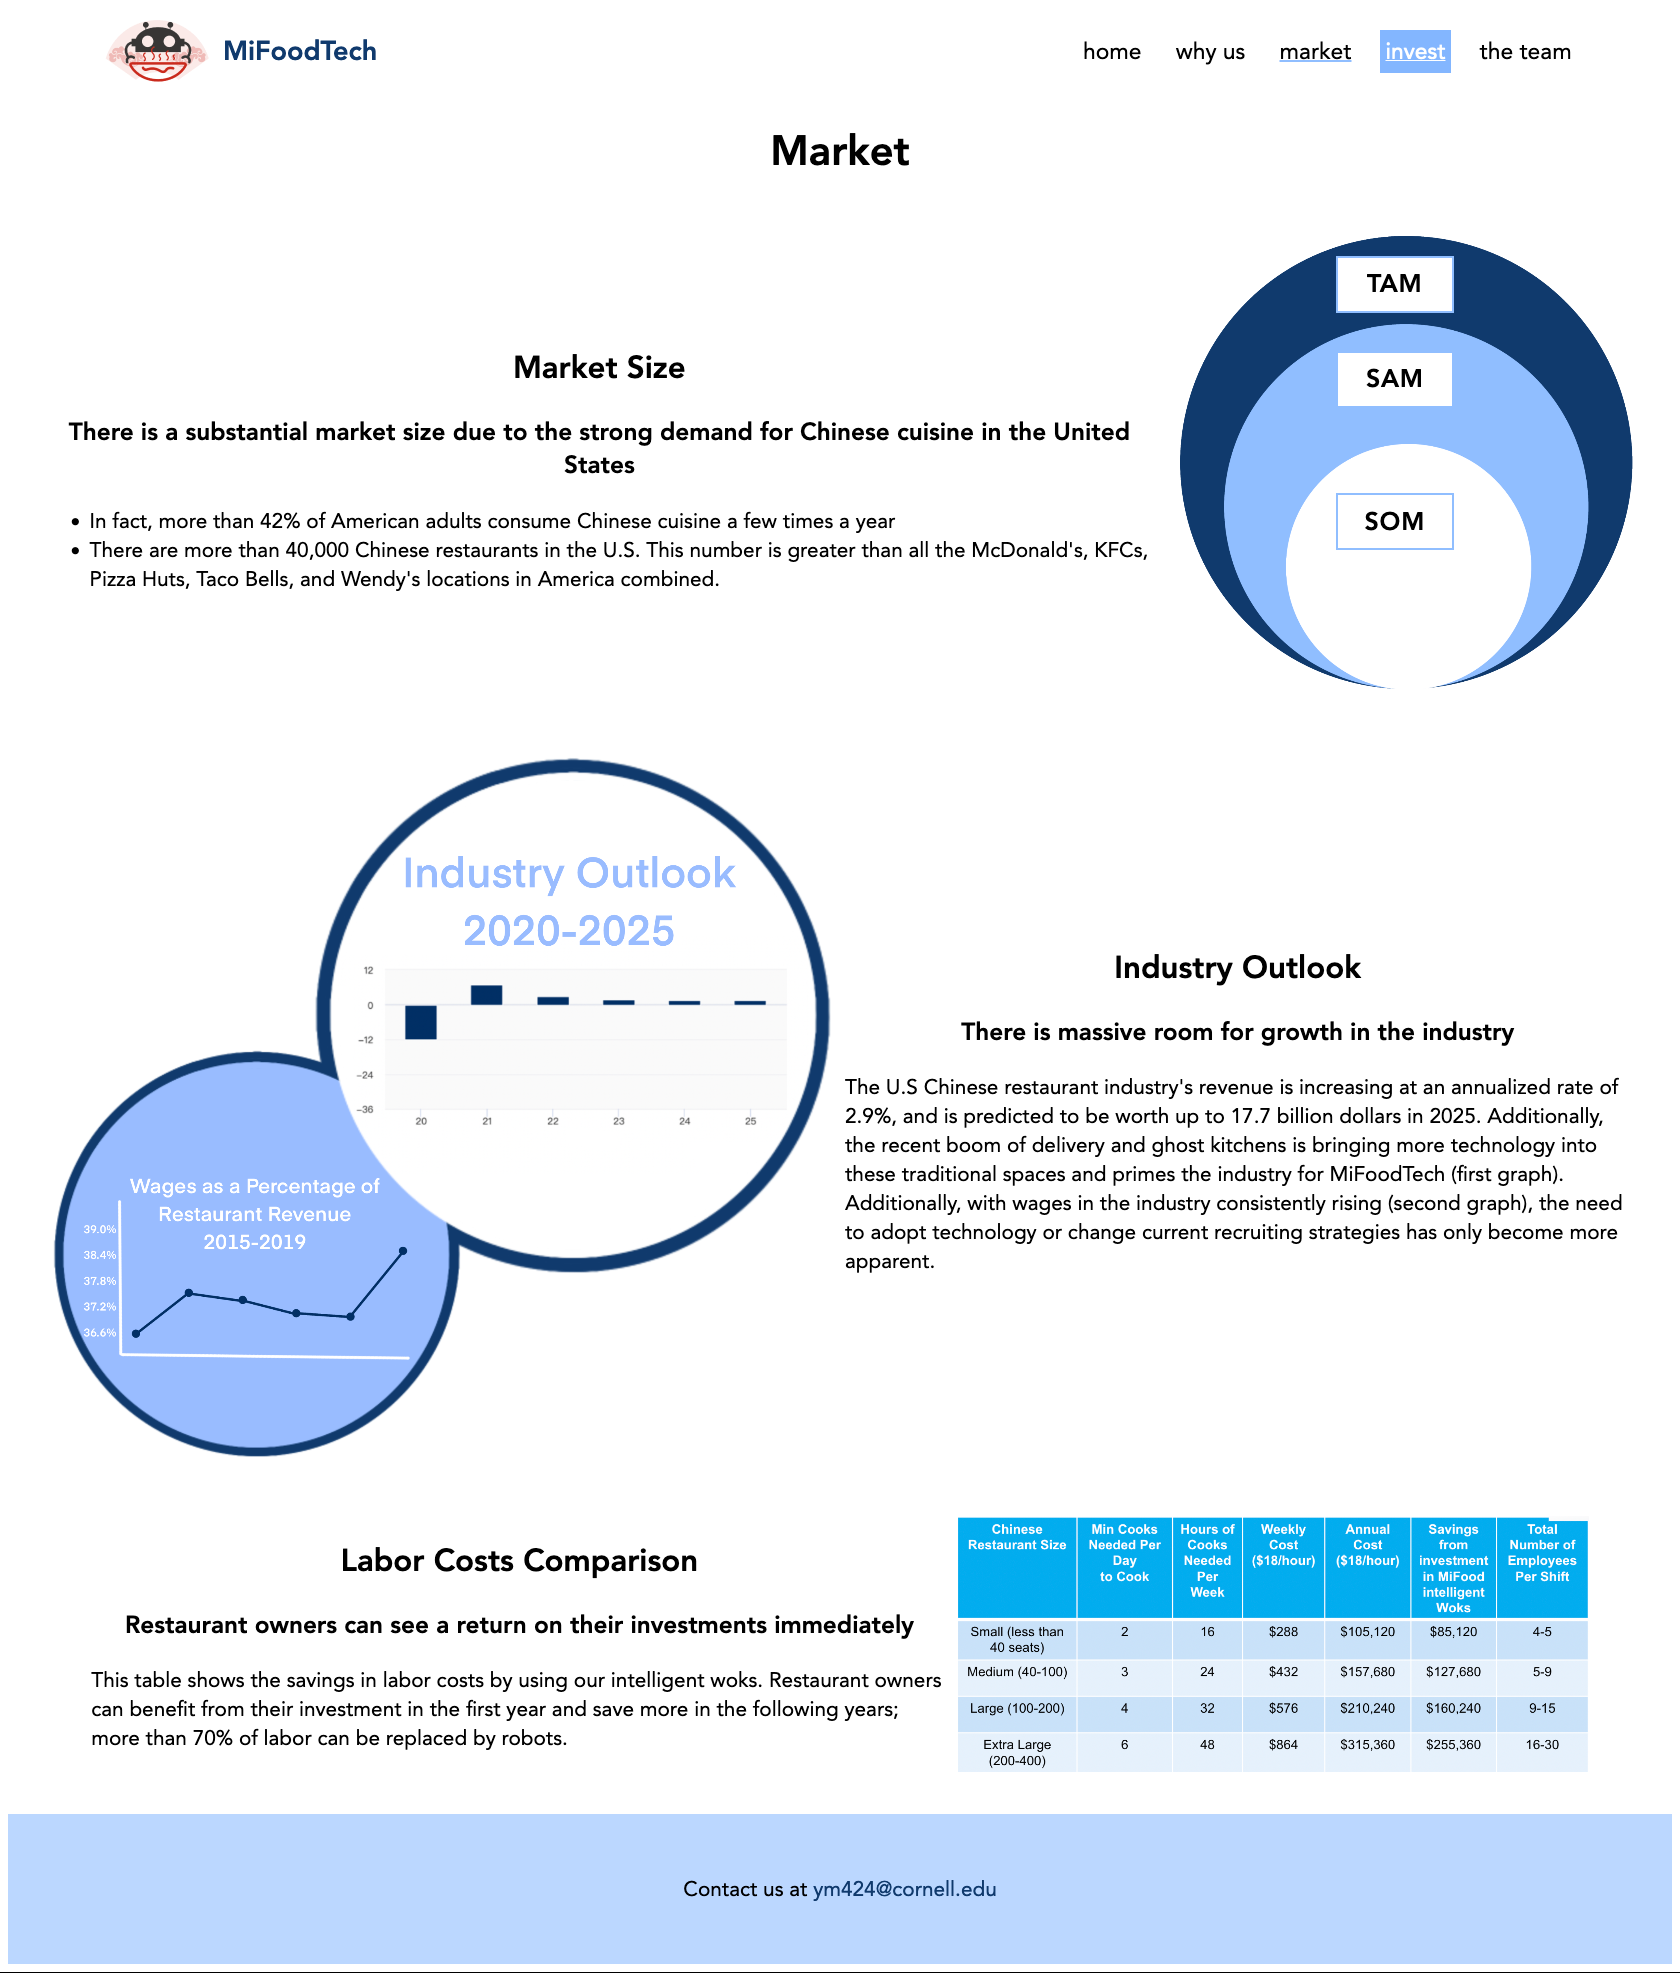 MiFoodTech
home why us market invest the team
Market
TAM
SAM
SOM
Market Size
There is a substantial market size due to the strong demand for Chinese cuisine in the United
States
• In fact, more than 42% of American adults consume Chinese cuisine a few times a year
• There are more than 40,000 Chinese restaurants in the U.S. This number is greater than all the McDonald's, KFCs,
Pizza Huts, Taco Bells, and Wendy's locations in America combined.
Industry Outlook
2020-2025
12
0
-12
-24
-36
20 21 22 23 24 25
Wages as a Percentage of
Restaurant Revenue
2015-2019
39.0%
38.4%
37.8%
37.2%
36.6%
Industry Outlook
There is massive room for growth in the industry
The U.S Chinese restaurant industry's revenue is increasing at an annualized rate of
2.9%, and is predicted to be worth up to 17.7 billion dollars in 2025. Additionally,
the recent boom of delivery and ghost kitchens is bringing more technology into
these traditional spaces and primes the industry for MiFoodTech (first graph).
Additionally, with wages in the industry consistently rising (second graph), the need
to adopt technology or change current recruiting strategies has only become more
apparent.
Labor Costs Comparison
Restaurant owners can see a return on their investments immediately
This table shows the savings in labor costs by using our intelligent woks. Restaurant owners
can benefit from their investment in the first year and save more in the following years;
more than 70% of labor can be replaced by robots.
Chinese
Restaurant Size
Min Cooks
Needed Per
Day
to Cook
Hours of
Cooks
Needed
Per
Week
Weekly
Cost
($18/hour)
Annual
Cost
($18/hour)
Savings
from
investment
in MiFood
intelligent
Woks
Total
Number of
Employees
Per Shift
Small (less than
40 seats)
2 16 $288 $105,120 $85,120 4-5
Medium (40-100) 3 24 $432 $157,680 $127,680 5-9
Large (100-200) 4 32 $576 $210,240 $160,240 9-15
Extra Large
(200-400)
6 48 $864 $315,360 $255,360 16-30
Contact us at ym424@cornell.edu